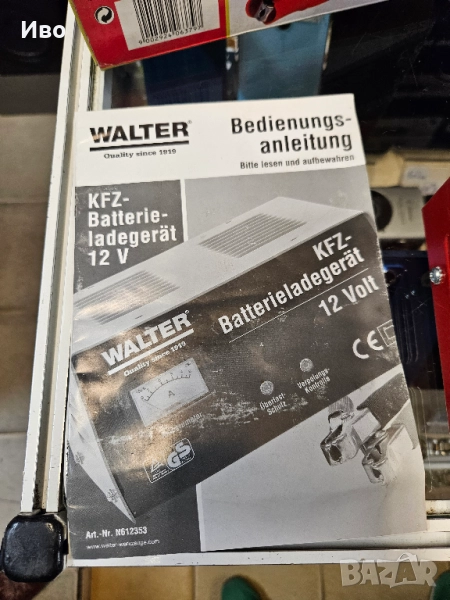 Иво
WALTER®
Quality since 1919
Bedienungs-
anleitung
Bitte lesen und aufbewahren
KFZ-
Batterie-
ladegerät
12 V
KFZ-
Batterieladegerät
12 Volt
WALTER®
Quality since 1919
A
Überlast-
Schutz
Verpolungs-
Kontrolle
CE
GS
Art.-Nr. N612353
BAZAR